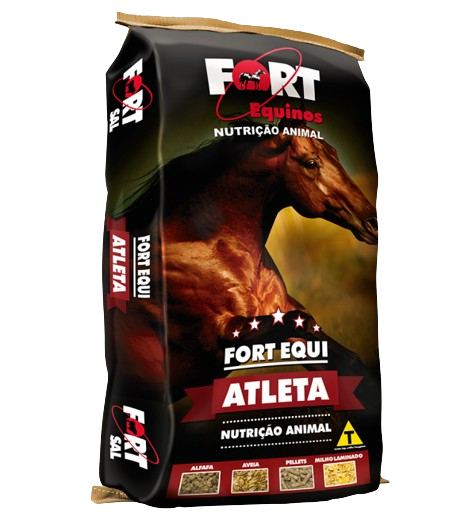 FORT
Equinos
NUTRIÇÃO ANIMAL
FORT EQUI
ATLETA
NUTRIÇÃO ANIMAL
T
ALFAFA
AVEIA
PELLETS
MILHO LAMINADO
FORT
SAL
FORT EQUI
ATLETA
FORT
SAL